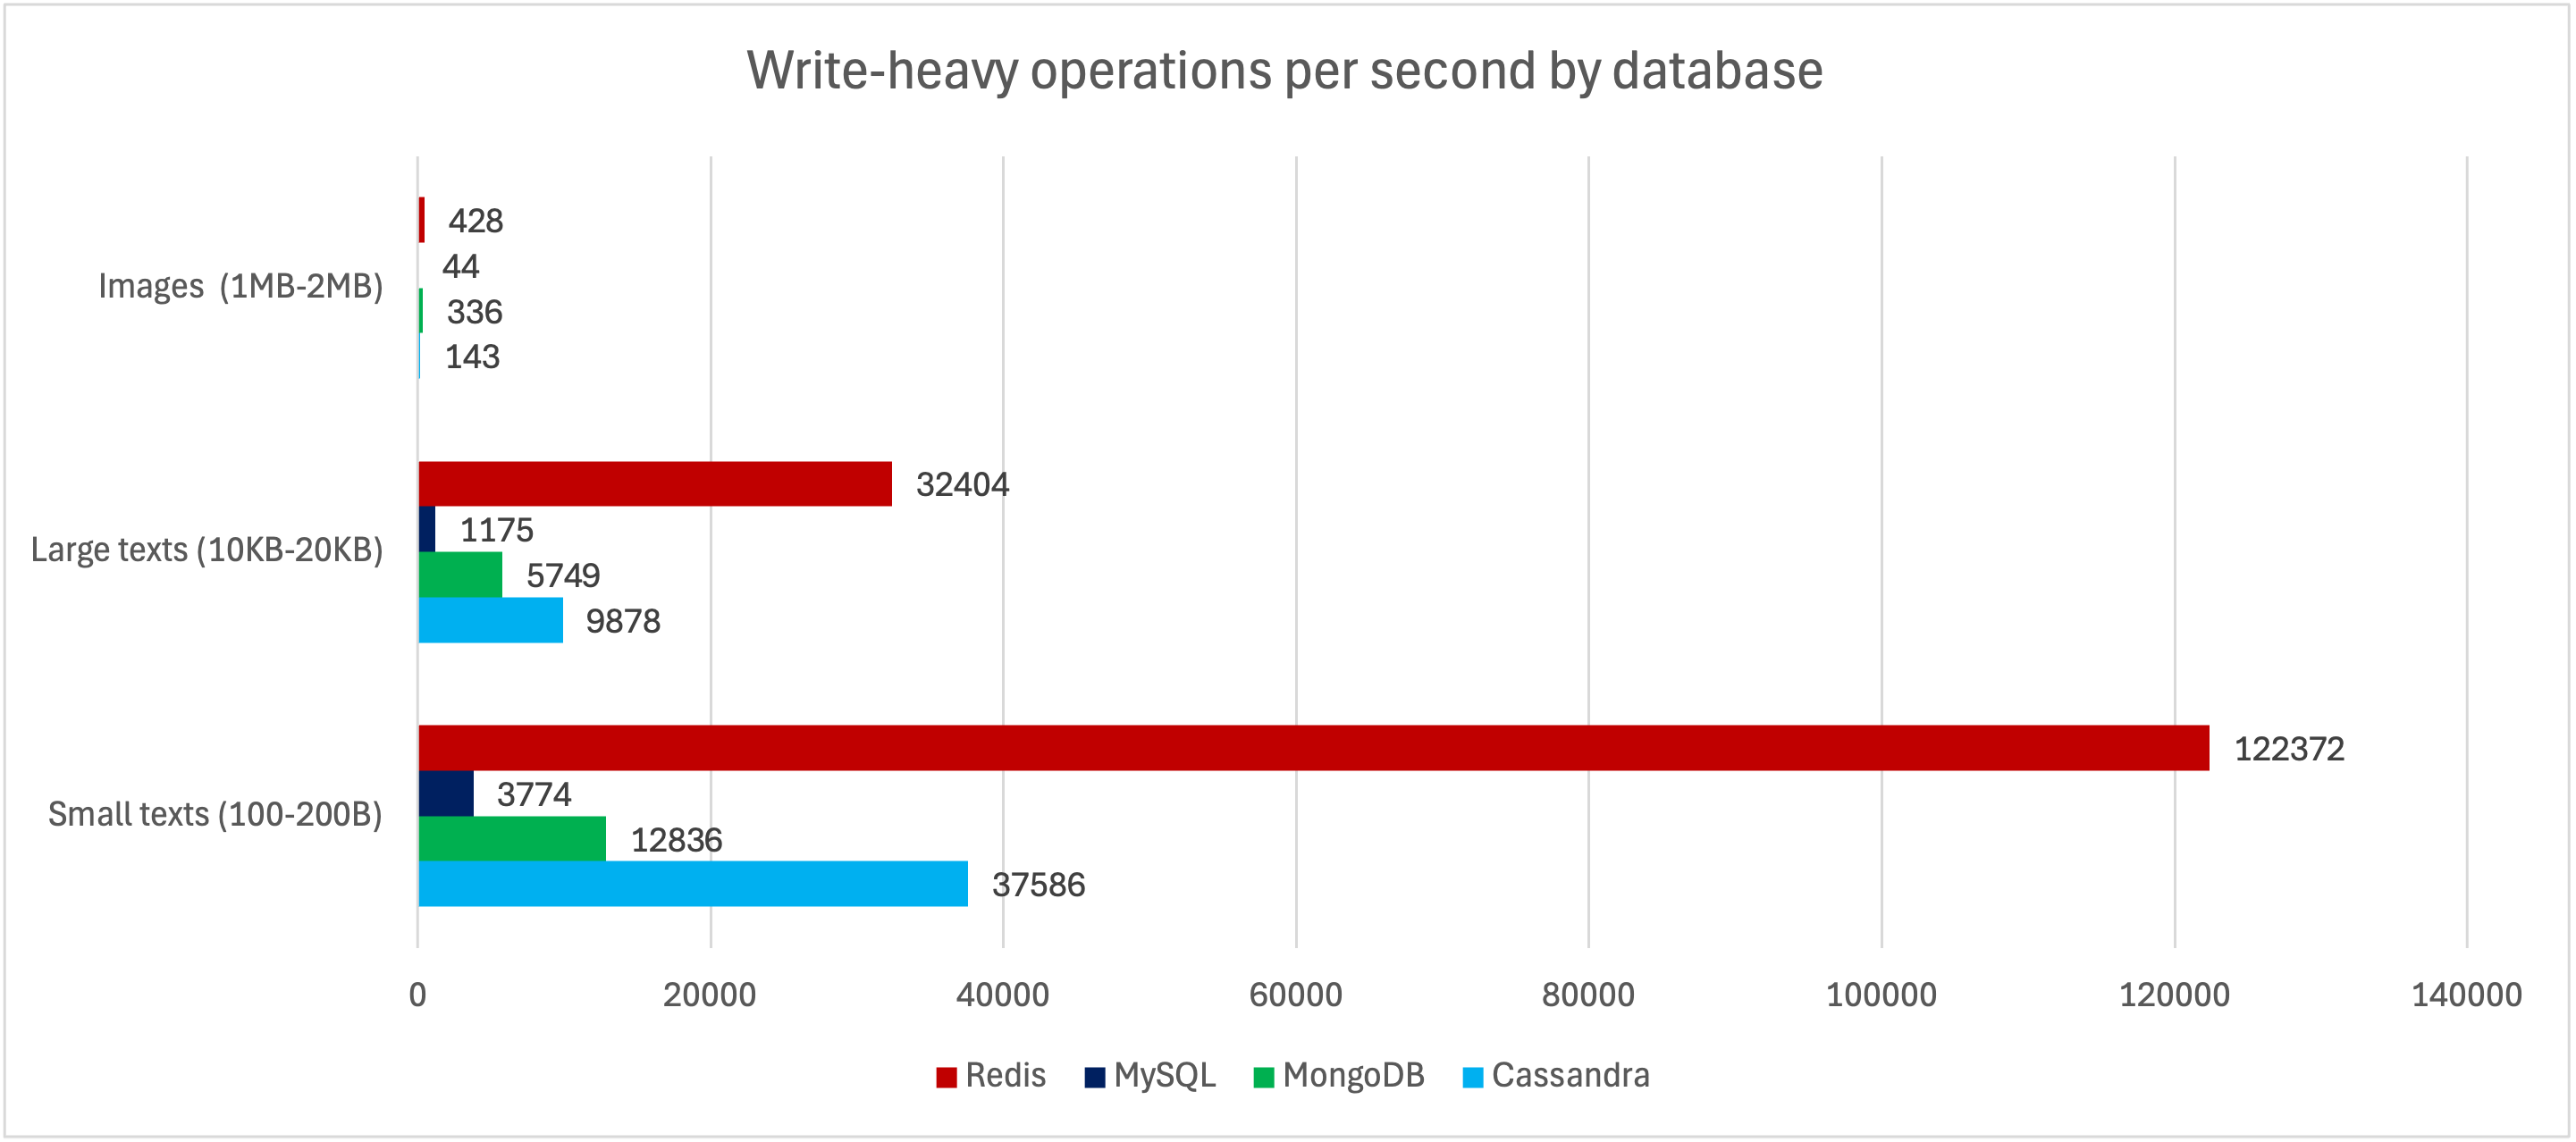 Write-heavy operations per second by database
Images (1MB-2MB)
428
44
336
143
Large texts (10KB-20KB)
32404
1175
5749
9878
Small texts (100-200B)
122372
3774
12836
37586
0 20000 40000 60000 80000 100000 120000 140000
Redis MySQL MongoDB Cassandra